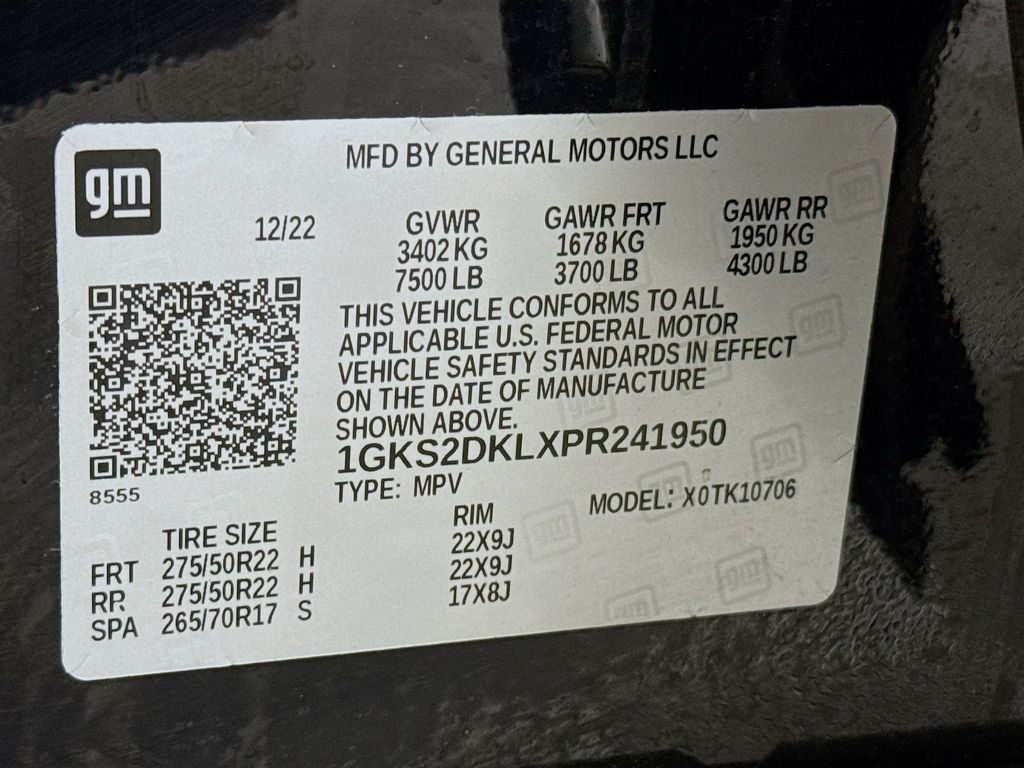 gm
MFD BY GENERAL MOTORS LLC
12/22 GVWR GAWR FRT GAWR RR
3402 KG 1678 KG 1950 KG
7500 LB 3700 LB 4300 LB
THIS VEHICLE CONFORMS TO ALL
APPLICABLE U.S. FEDERAL MOTOR
VEHICLE SAFETY STANDARDS IN EFFECT
ON THE DATE OF MANUFACTURE
SHOWN ABOVE.
1GKS2DKLXPR241950
8555
TYPE: MPV MODEL: X0TK10706
TIRE SIZE RIM
FRT 275/50R22 H 22X9J
RR 275/50R22 H 22X9J
SPA 265/70R17 S 17X8J